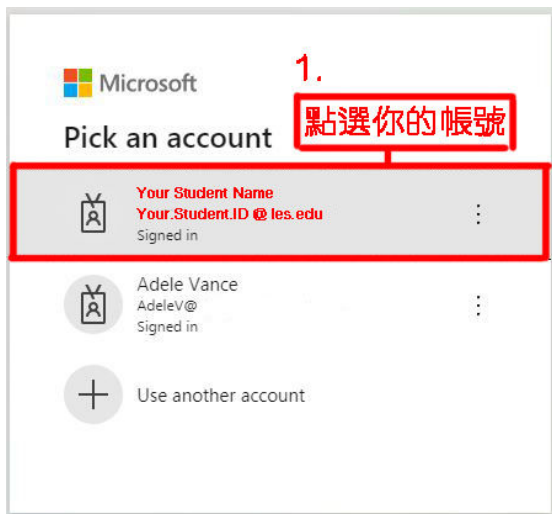 Microsoft
1.
Pick an account
點選你的帳號
Your Student Name
Your.Student.ID @ les.edu
Signed in
Adele Vance
AdeleV@
Signed in
Use another account